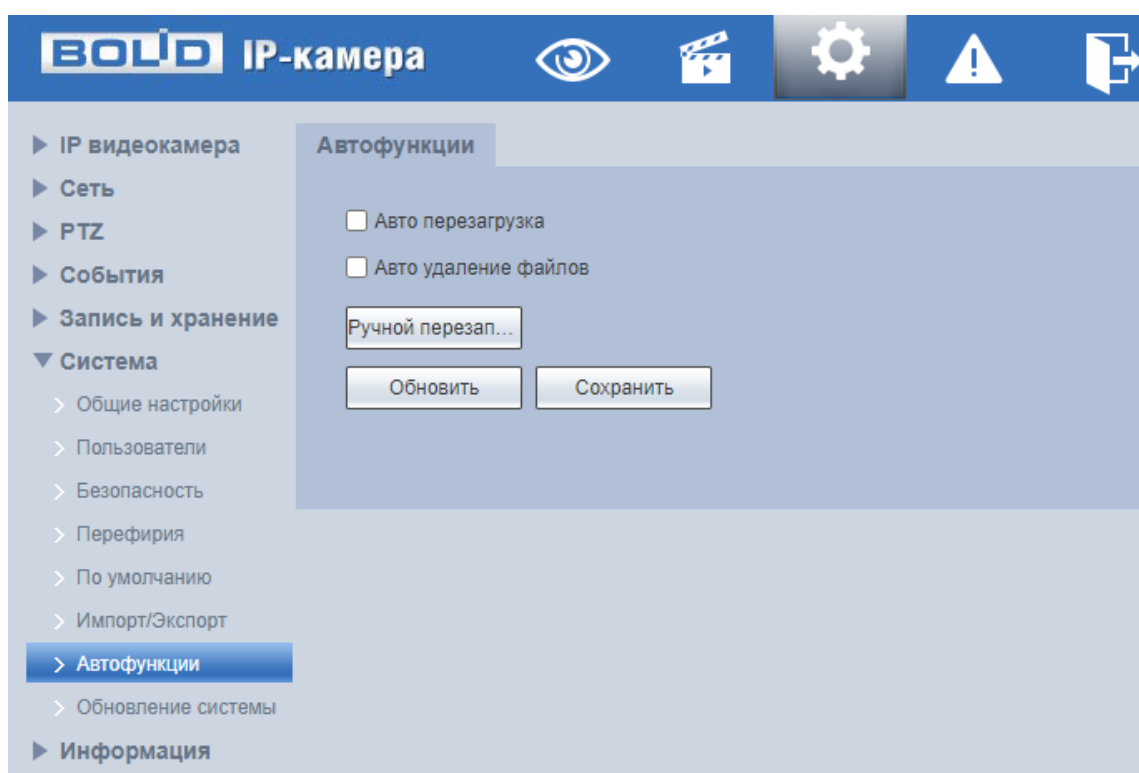 BOLID IP-камера
IP видеокамера
Сеть
PTZ
События
Запись и хранение
Система
Общие настройки
Пользователи
Безопасность
Перефирия
По умолчанию
Импорт/Экспорт
Автофункции
Обновление системы
Информация
Автофункции
Авто перезагрузка
Авто удаление файлов
Ручной перезап...
Обновить Сохранить